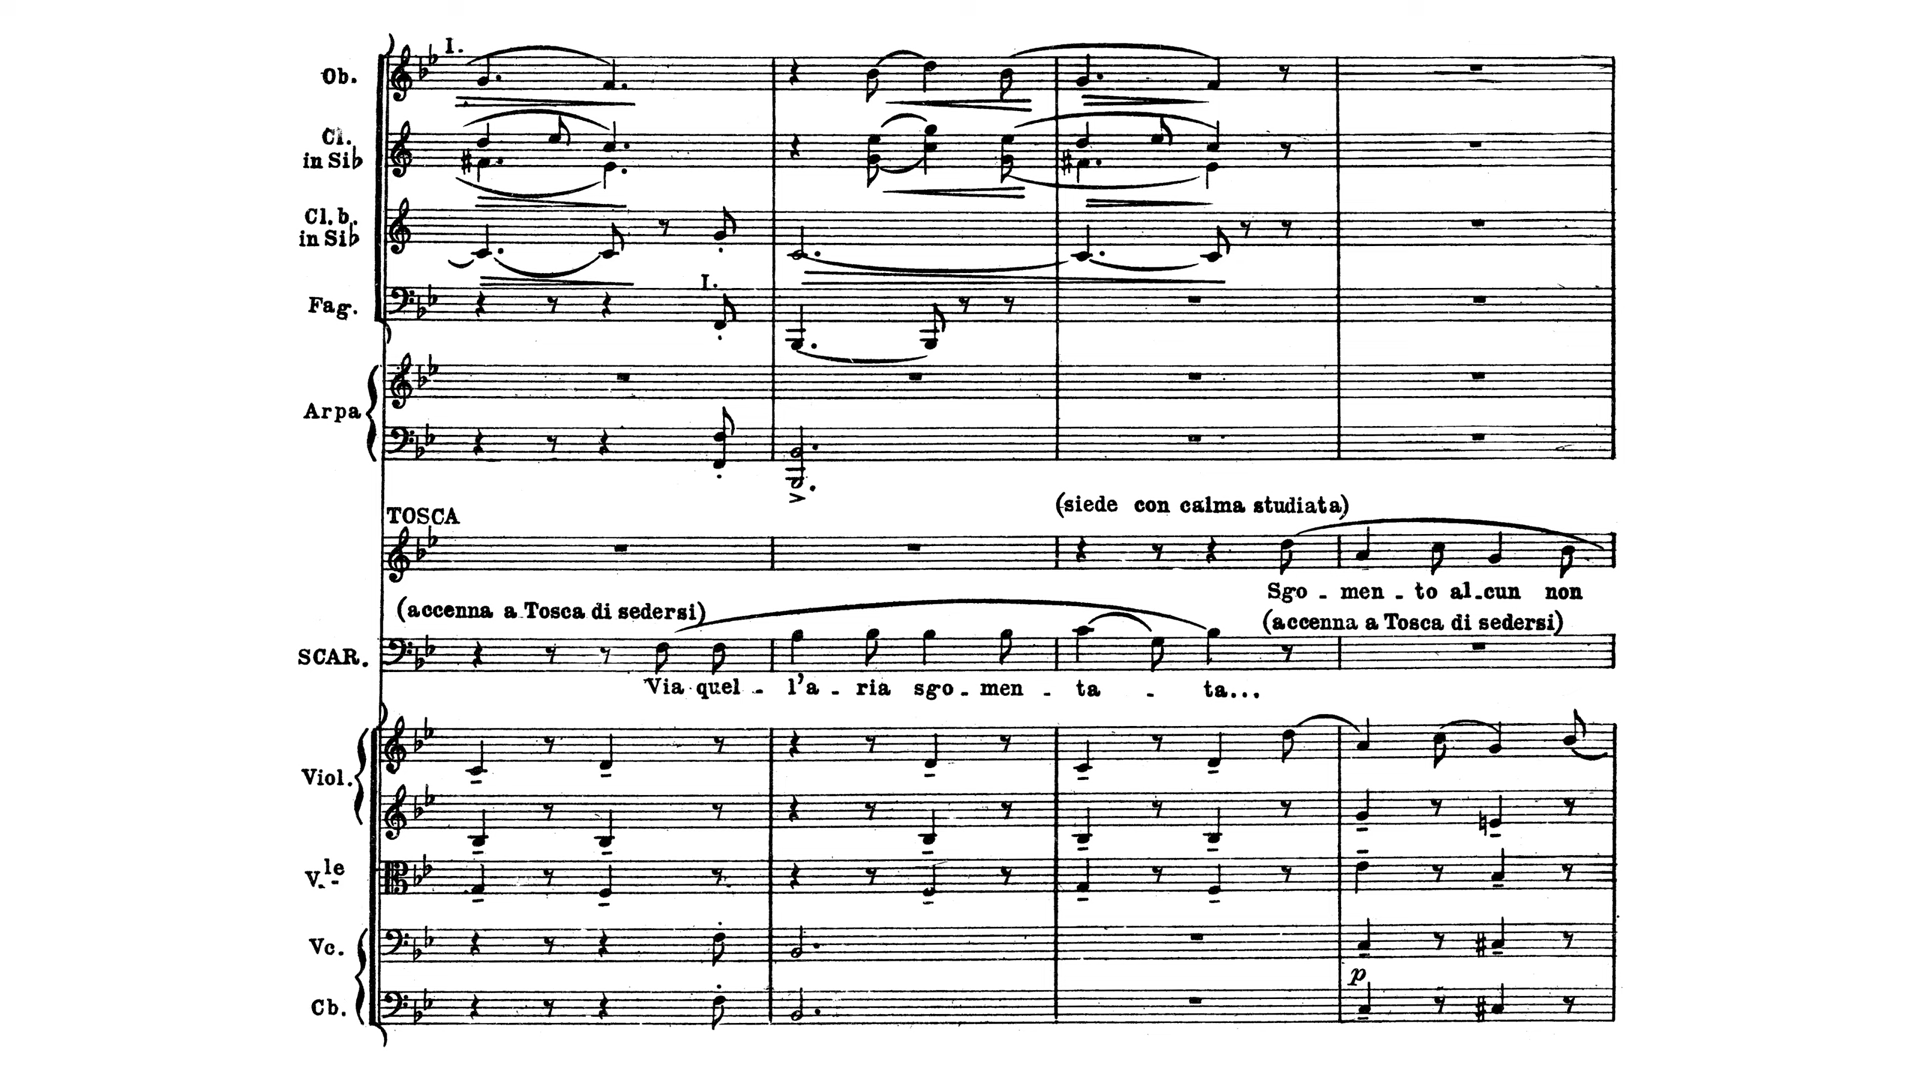 I.
Ob.
Cl.
in Sib
Cl. b.
in Sib
I.
Fag.
Arpa
(siede con calma studiata)
TOSCA
Sgo - men - to al-cun non
(accenna a Tosca di sedersi)
(accenna a Tosca di sedersi)
SCAR.
Via quel - l'a - ria sgo - men - ta - ta...
Viol.
V.le
Vc.
p
Cb.